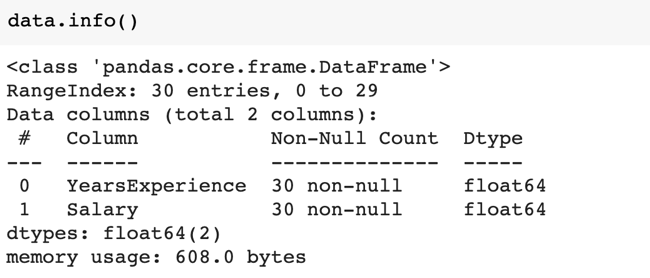 data.info()
<class 'pandas.core.frame.DataFrame'>
RangeIndex: 30 entries, 0 to 29
Data columns (total 2 columns):
 #   Column           Non-Null Count  Dtype
---  ------           --------------  -----
 0   YearsExperience  30 non-null     float64
 1   Salary           30 non-null     float64
dtypes: float64(2)
memory usage: 608.0 bytes